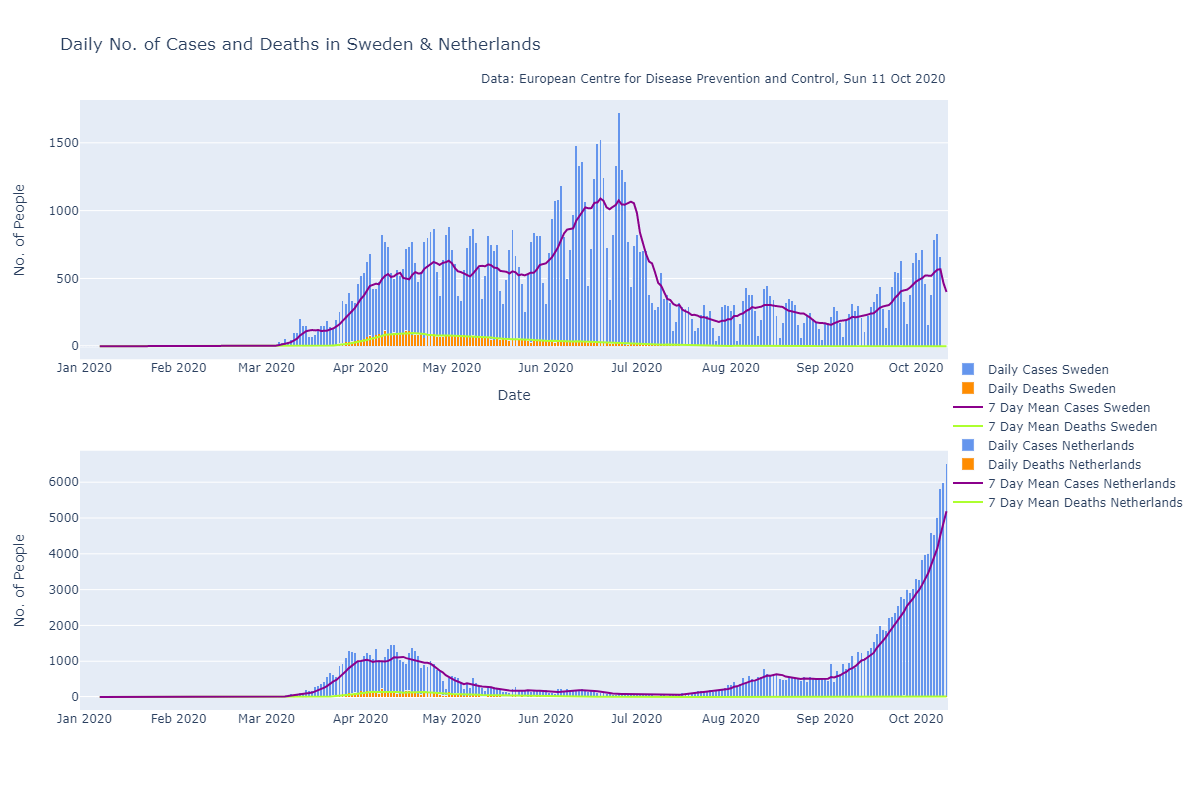 Daily No. of Cases and Deaths in Sweden & Netherlands
Data: European Centre for Disease Prevention and Control, Sun 11 Oct 2020
No. of People
1500
1000
500
0
Jan 2020 Feb 2020 Mar 2020 Apr 2020 May 2020 Jun 2020 Jul 2020 Aug 2020 Sep 2020 Oct 2020
Date
Daily Cases Sweden
Daily Deaths Sweden
7 Day Mean Cases Sweden
7 Day Mean Deaths Sweden
Daily Cases Netherlands
Daily Deaths Netherlands
7 Day Mean Cases Netherlands
7 Day Mean Deaths Netherlands
No. of People
6000
5000
4000
3000
2000
1000
0
Jan 2020 Feb 2020 Mar 2020 Apr 2020 May 2020 Jun 2020 Jul 2020 Aug 2020 Sep 2020 Oct 2020